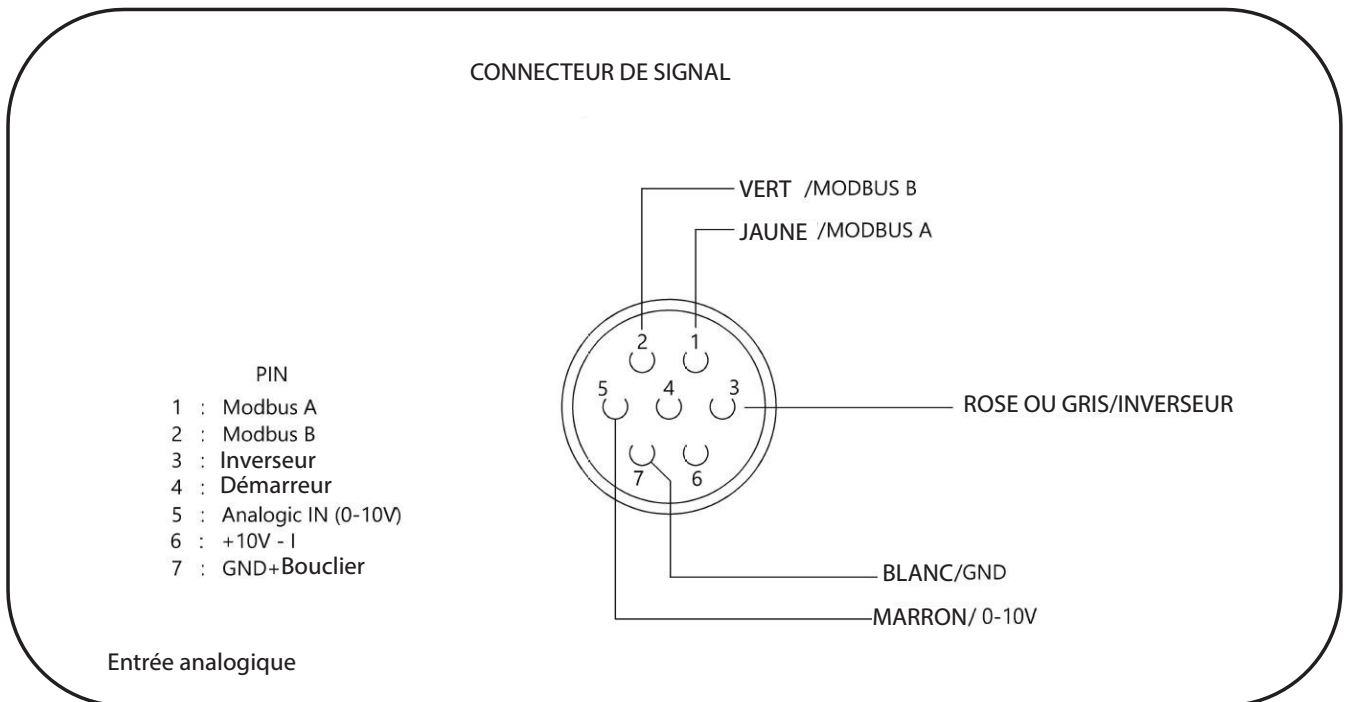 CONNECTEUR DE SIGNAL
VERT /MODBUS B
JAUNE /MODBUS A
2 1
5 4 3
7 6
ROSE OU GRIS/INVERSEUR
PIN
1 : Modbus A
2 : Modbus B
3 : Inverseur
4 : Démarreur
5 : Analogic IN (0-10V)
6 : +10V - I
7 : GND+Bouclier
BLANC/GND
MARRON/ 0-10V
Entrée analogique